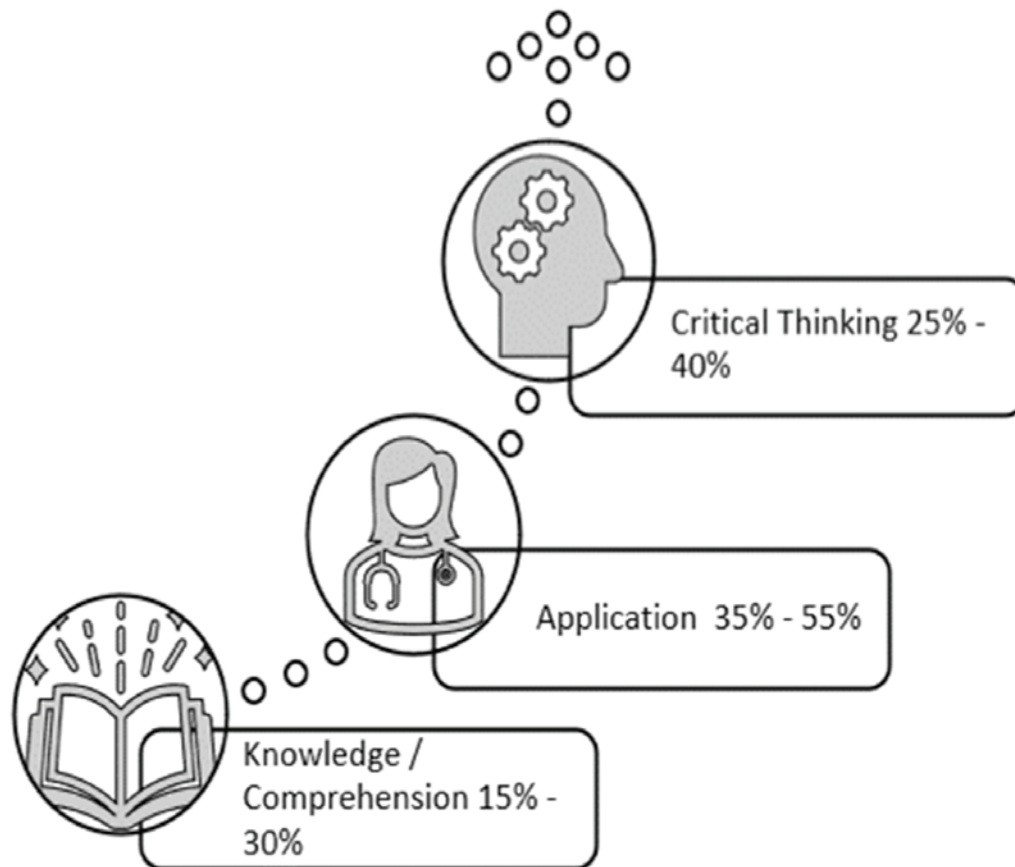 Critical Thinking 25% -
40%
Application 35% - 55%
Knowledge /
Comprehension 15% -
30%